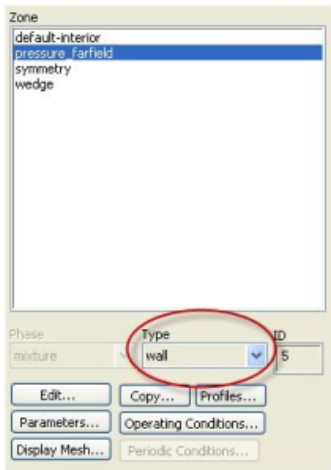 Zone
default-interior
pressure_farfield
symmetry
wedge
Phase Type ID
mixture wall 5
Edit... Copy... Profiles...
Parameters... Operating Conditions...
Display Mesh... Periodic Conditions...